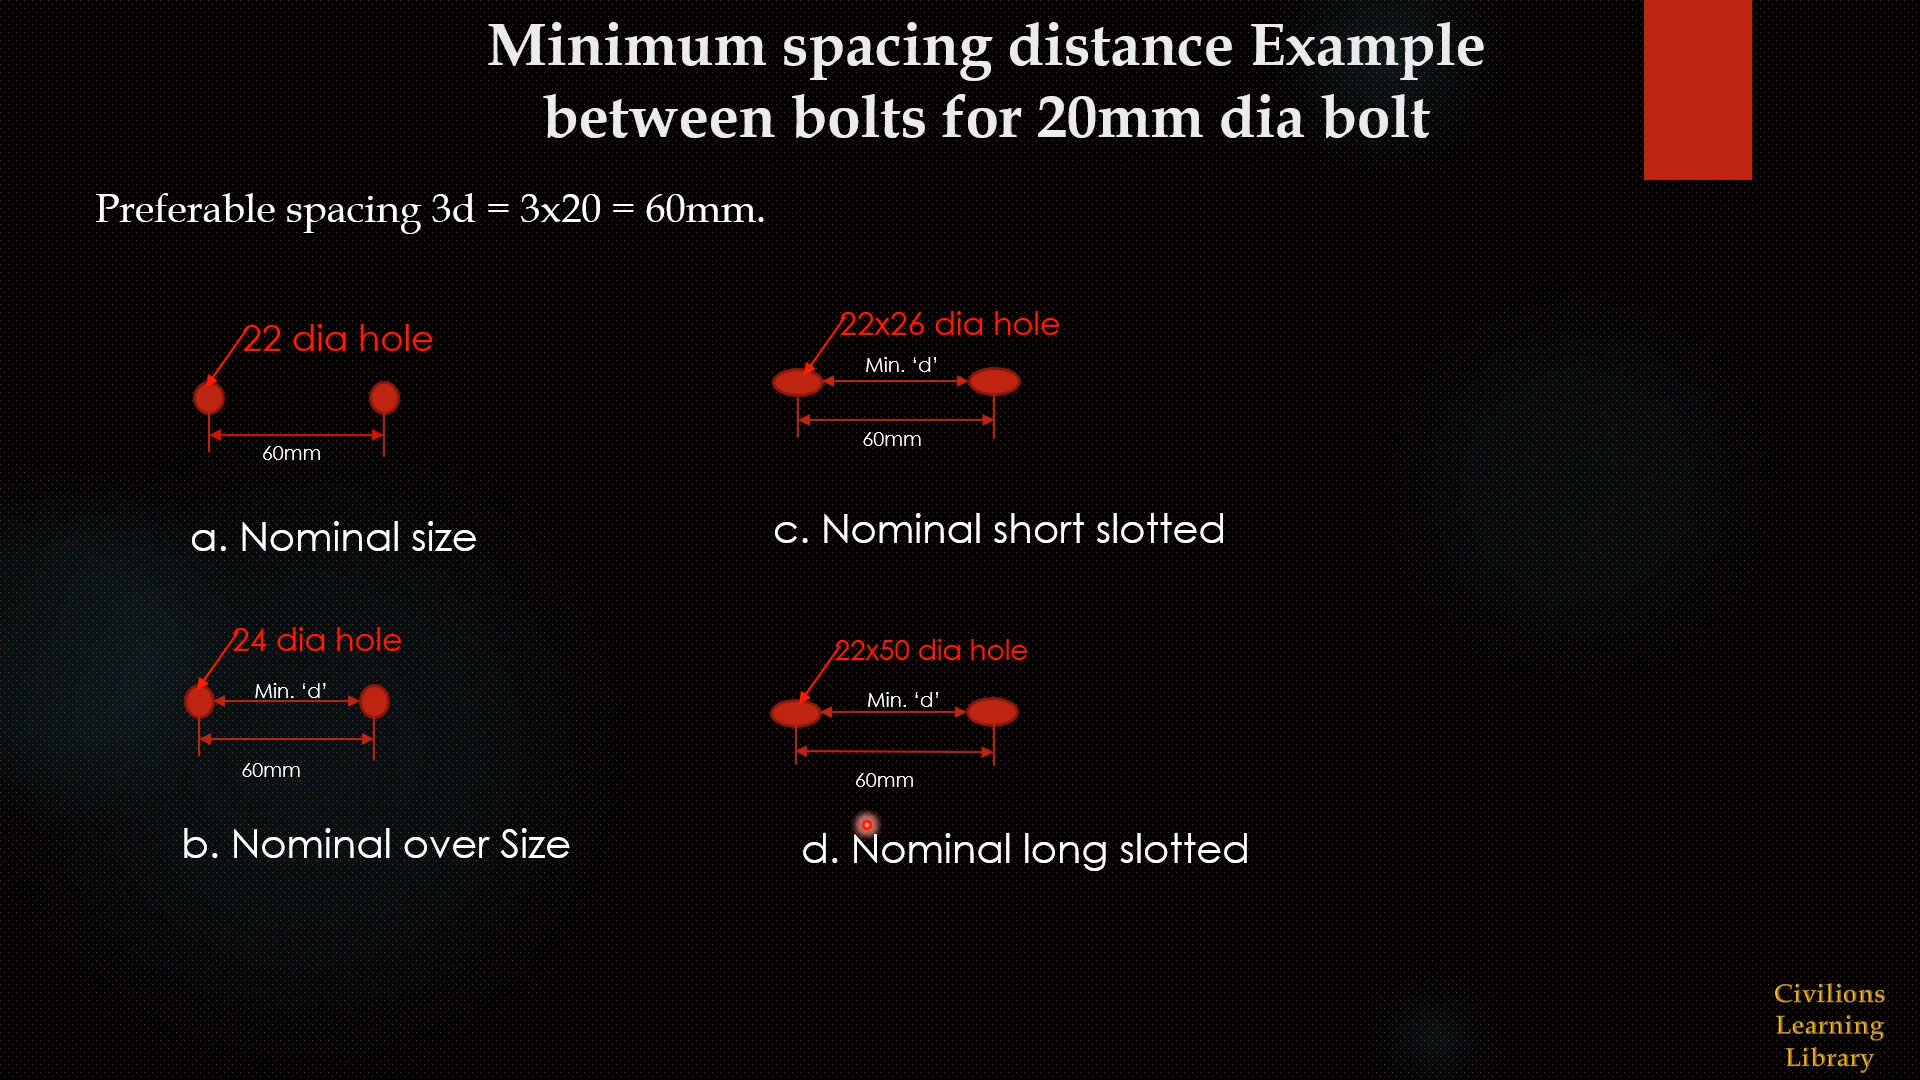 Minimum spacing distance Example
between bolts for 20mm dia bolt
Preferable spacing 3d = 3x20 = 60mm.
22 dia hole
60mm
a. Nominal size
22x26 dia hole
Min. ‘d’
60mm
c. Nominal short slotted
24 dia hole
Min. ‘d’
60mm
b. Nominal over Size
22x50 dia hole
Min. ‘d’
60mm
d. Nominal long slotted
Civilions
Learning
Library